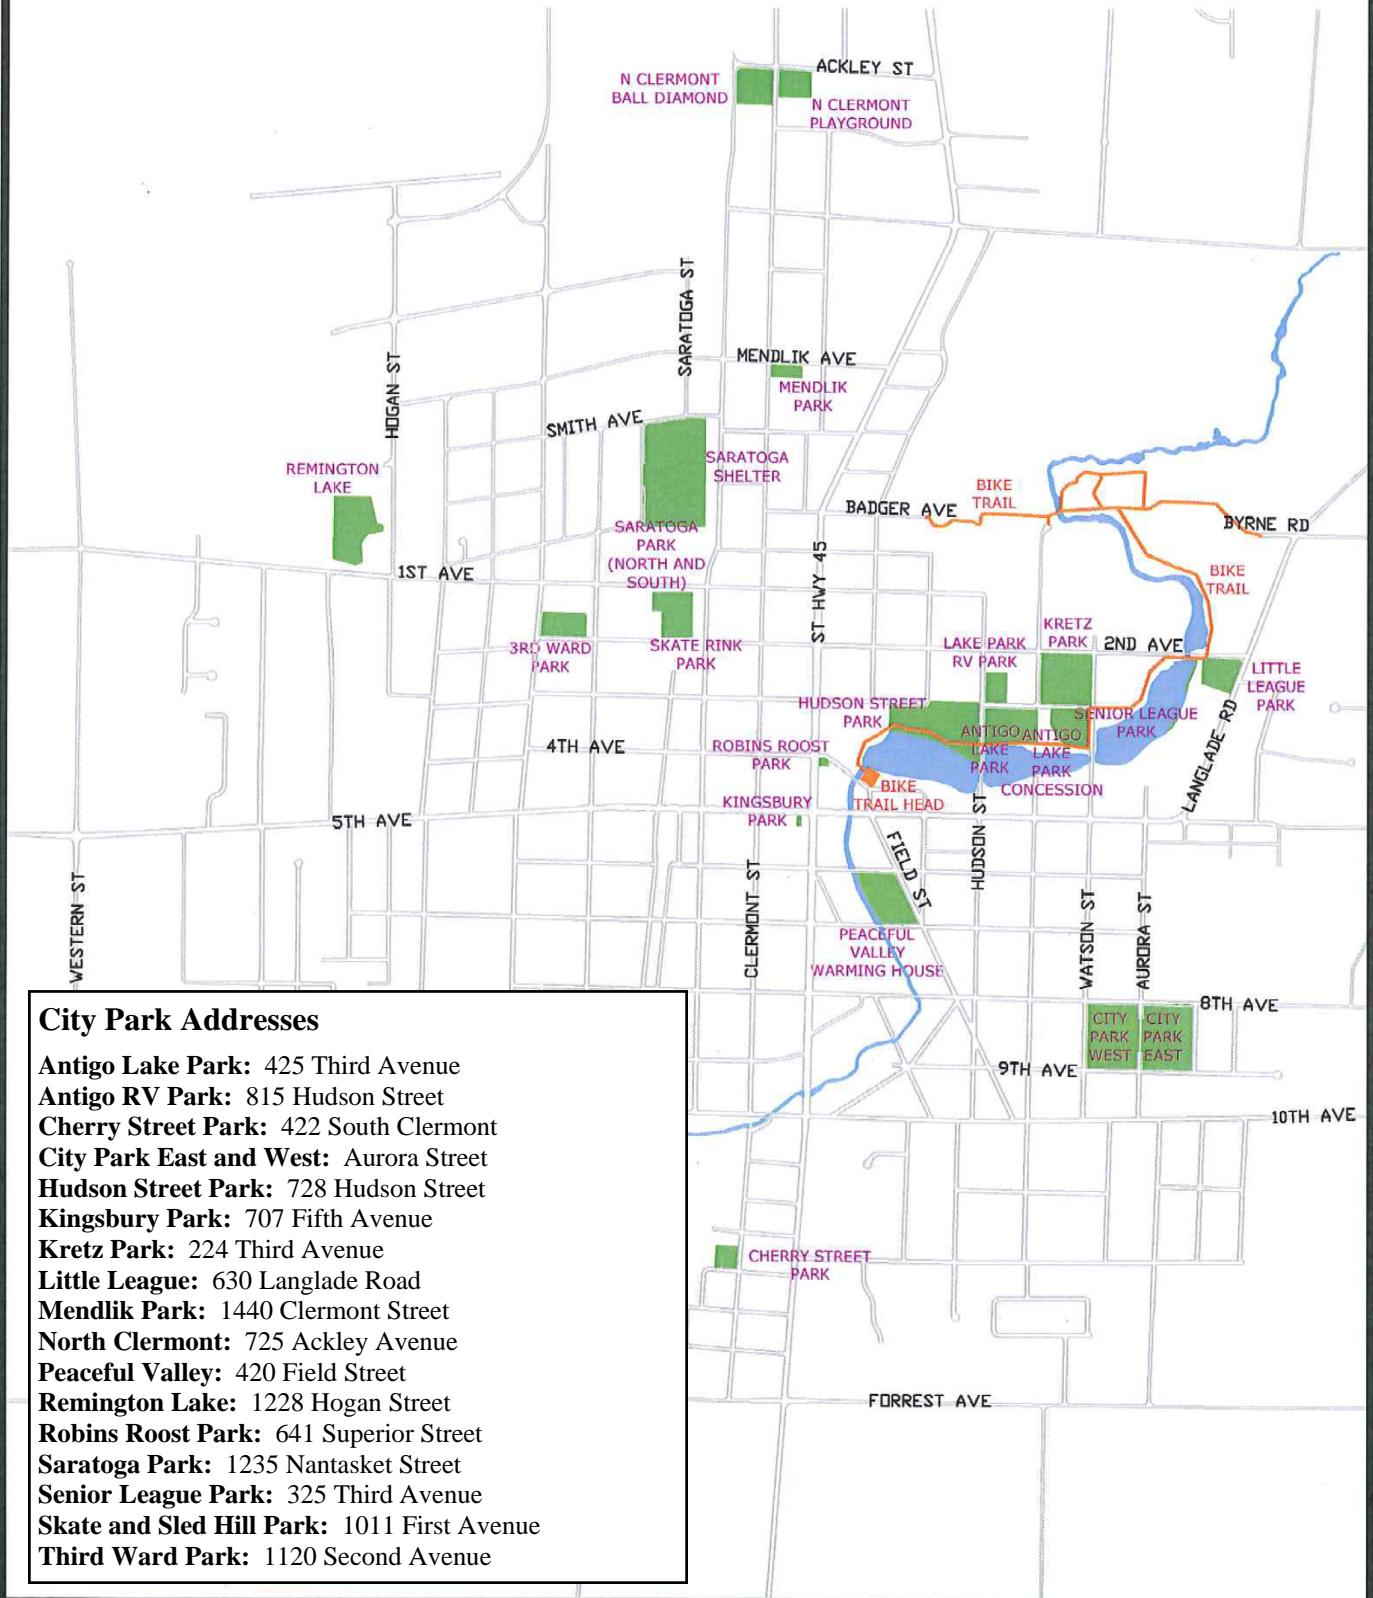 ACKLEY ST
N CLERMONT
BALL DIAMOND
N CLERMONT
PLAYGROUND
SARATOGA ST
HOGAN ST
MENDLIK AVE
MENDLIK
PARK
SMITH AVE
SARATOGA
SHELTER
REMINGTON
LAKE
BIKE
TRAIL
BADGER AVE
BYRNE RD
SARATOGA
PARK
(NORTH AND
SOUTH)
ST HWY 45
1ST AVE
BIKE
TRAIL
KRETZ
PARK
2ND AVE
3RD WARD
PARK
SKATE RINK
PARK
LAKE PARK
RV PARK
LITTLE
LEAGUE
PARK
HUDSON STREET
PARK
SENIOR LEAGUE
PARK
LANGLADE RD
ANTIGO
LAKE
PARK
ANTIGO
LAKE
PARK
CONCESSION
4TH AVE
ROBINS ROOST
PARK
BIKE
TRAIL HEAD
KINGSBURY
PARK
5TH AVE
HUDSON ST
FIELD ST
WESTERN ST
CLERMONT ST
WATSON ST
AURORA ST
PEACEFUL
VALLEY
WARMING HOUSE
8TH AVE
CITY
PARK
WEST
CITY
PARK
EAST
9TH AVE
10TH AVE
CHERRY STREET
PARK
FORREST AVE
City Park Addresses
Antigo Lake Park: 425 Third Avenue
Antigo RV Park: 815 Hudson Street
Cherry Street Park: 422 South Clermont
City Park East and West: Aurora Street
Hudson Street Park: 728 Hudson Street
Kingsbury Park: 707 Fifth Avenue
Kretz Park: 224 Third Avenue
Little League: 630 Langlade Road
Mendlik Park: 1440 Clermont Street
North Clermont: 725 Ackley Avenue
Peaceful Valley: 420 Field Street
Remington Lake: 1228 Hogan Street
Robins Roost Park: 641 Superior Street
Saratoga Park: 1235 Nantasket Street
Senior League Park: 325 Third Avenue
Skate and Sled Hill Park: 1011 First Avenue
Third Ward Park: 1120 Second Avenue